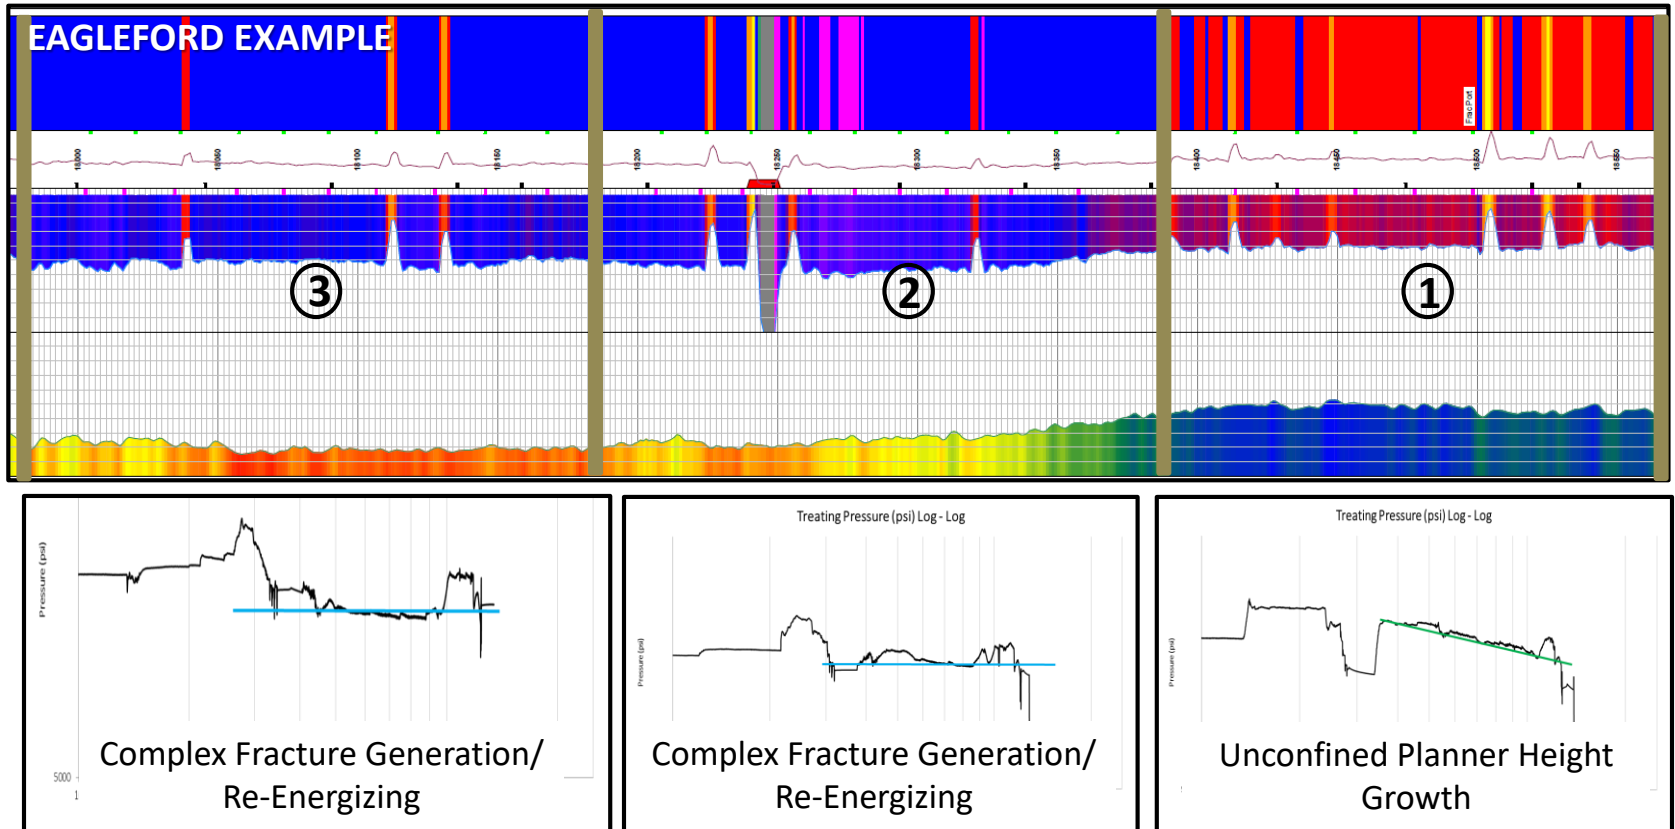 EAGLEFORD EXAMPLE
Frac Port
18000
18050
18100
18150
18200
18250
18300
18350
18400
18450
18500
18550
3
2
1
Pressure (psi)
5000
1
Complex Fracture Generation/
Re-Energizing
Treating Pressure (psi) Log - Log
Pressure (psi)
Complex Fracture Generation/
Re-Energizing
Treating Pressure (psi) Log - Log
Pressure (psi)
Unconfined Planner Height
Growth